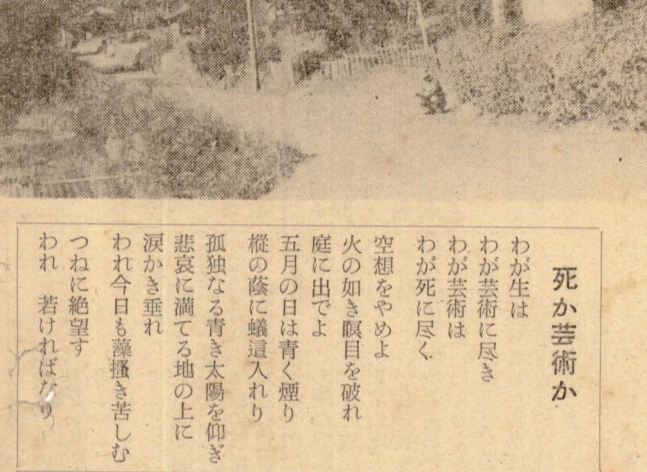 死か芸術か
わが生は
わが芸術に尽き
わが芸術は
わが死に尽く
空想をやめよ
火の如き瞑目を破れ
庭に出でよ
五月の日は青く煙り
樅の蔭に蟻這入れり
孤独なる青き太陽を仰ぎ
悲哀に満てる地の上に
涙かき垂れ
われ今日も藻搔き苦しむ
つねに絶望す
われ 若ければなり